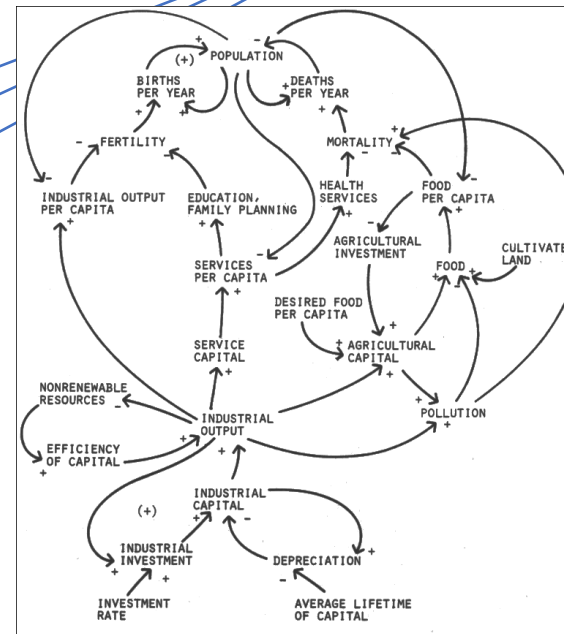 +
-
(+)
POPULATION
BIRTHS
PER YEAR
+
+
DEATHS
PER YEAR
+
+
- FERTILITY -
MORTALITY
+
-
-
-
INDUSTRIAL OUTPUT
PER CAPITA
+
EDUCATION,
FAMILY PLANNING
+
HEALTH
SERVICES
+
FOOD
PER CAPITA
-
+
-
AGRICULTURAL
INVESTMENT
CULTIVATE
LAND
SERVICES
PER CAPITA
-
+
FOOD
+
-
+
DESIRED FOOD
PER CAPITA
SERVICE
CAPITAL
+
+
+
AGRICULTURAL
CAPITAL
+
NONRENEWABLE
RESOURCES -
INDUSTRIAL
OUTPUT
+
+
+
POLLUTION
+
EFFICIENCY
OF CAPITAL
+
INDUSTRIAL
CAPITAL
+
-
(+)
INDUSTRIAL
INVESTMENT
+
+
DEPRECIATION
+
-
INVESTMENT
RATE
AVERAGE LIFETIME
OF CAPITAL